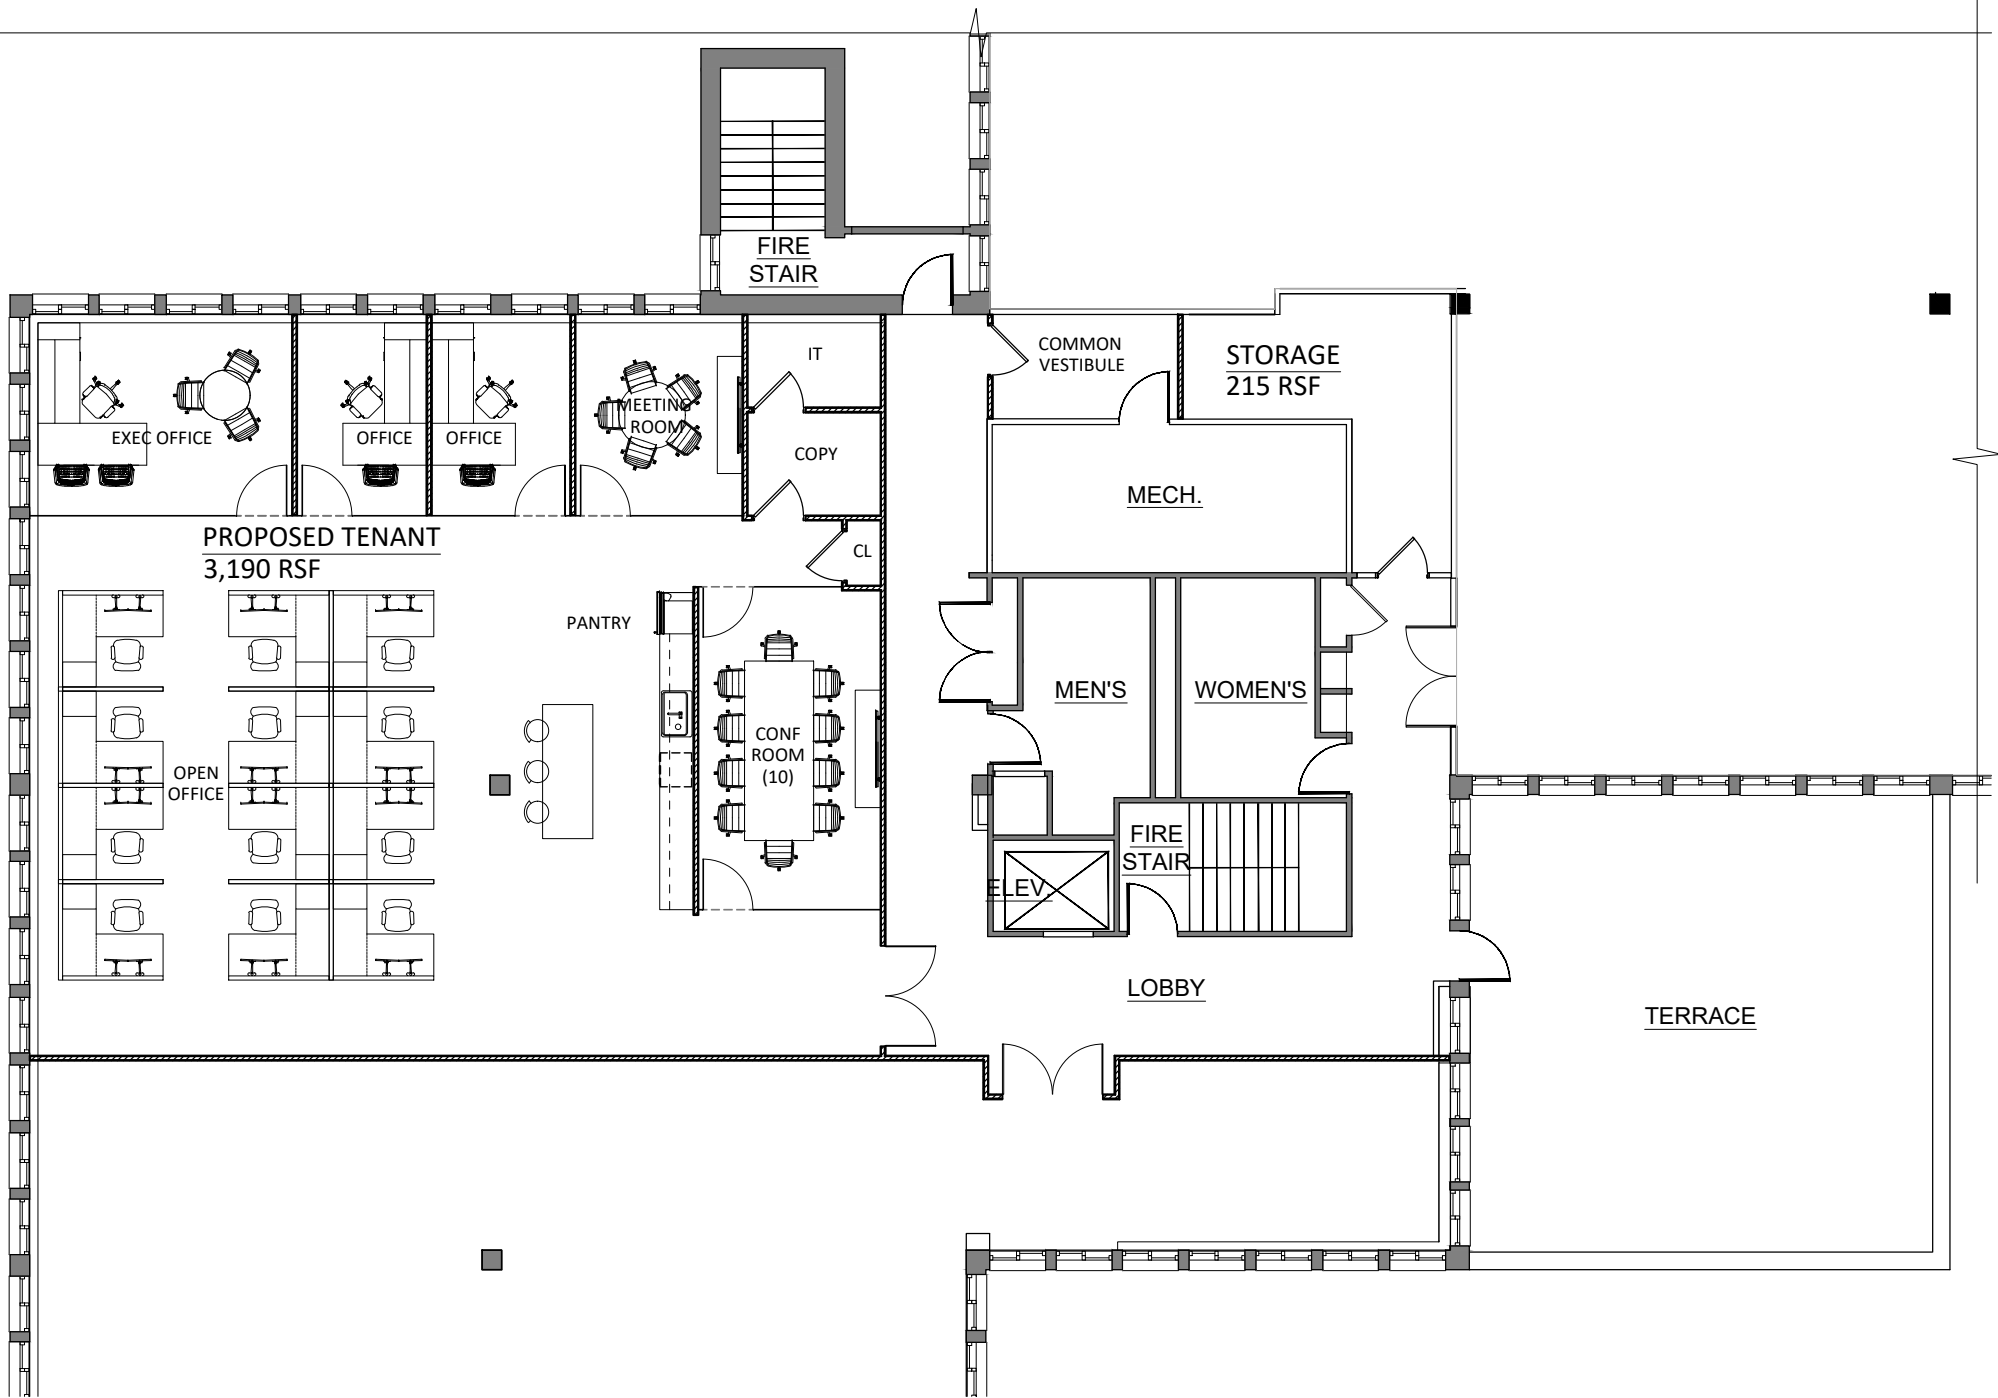 FIRE
STAIR
IT
COMMON
VESTIBULE
STORAGE
215 RSF
MEETING
ROOM
EXEC OFFICE
OFFICE
OFFICE
COPY
MECH.
PROPOSED TENANT
3,190 RSF
CL
PANTRY
MEN'S
WOMEN'S
CONF
ROOM
(10)
OPEN
OFFICE
FIRE
STAIR
ELEV.
LOBBY
TERRACE